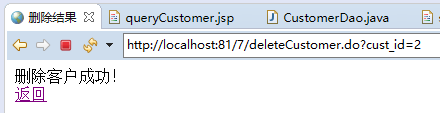 删除结果 queryCustomer.jsp CustomerDao.java
http://localhost:81/7/deleteCustomer.do?cust_id=2
删除客户成功!
返回